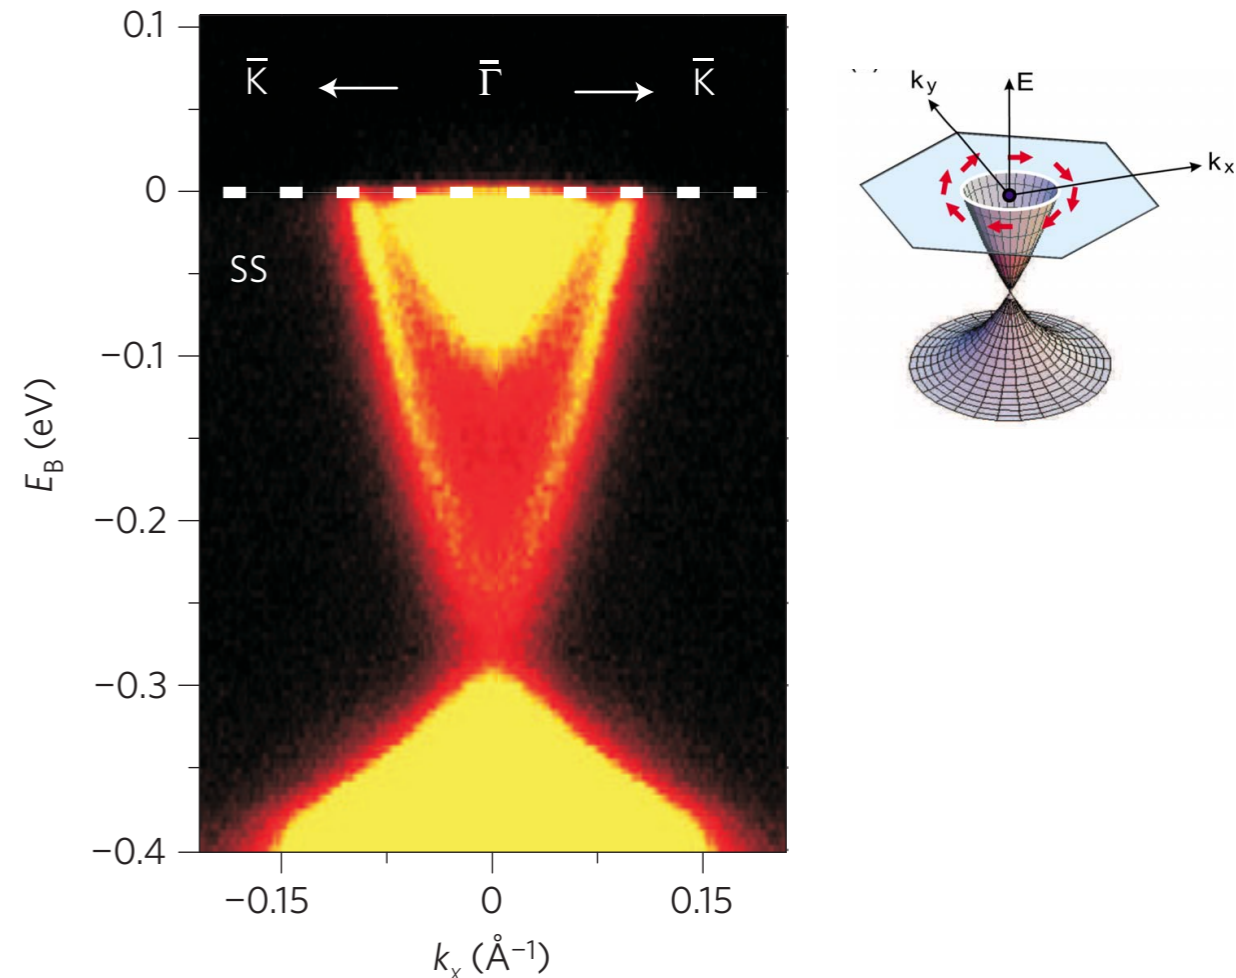 0.1
K̅ Γ̅ K̅
0
SS
−0.1
−0.2
−0.3
−0.4
E_B (eV)
−0.15 0 0.15
k_x (Å⁻¹)
k_y E
k_x